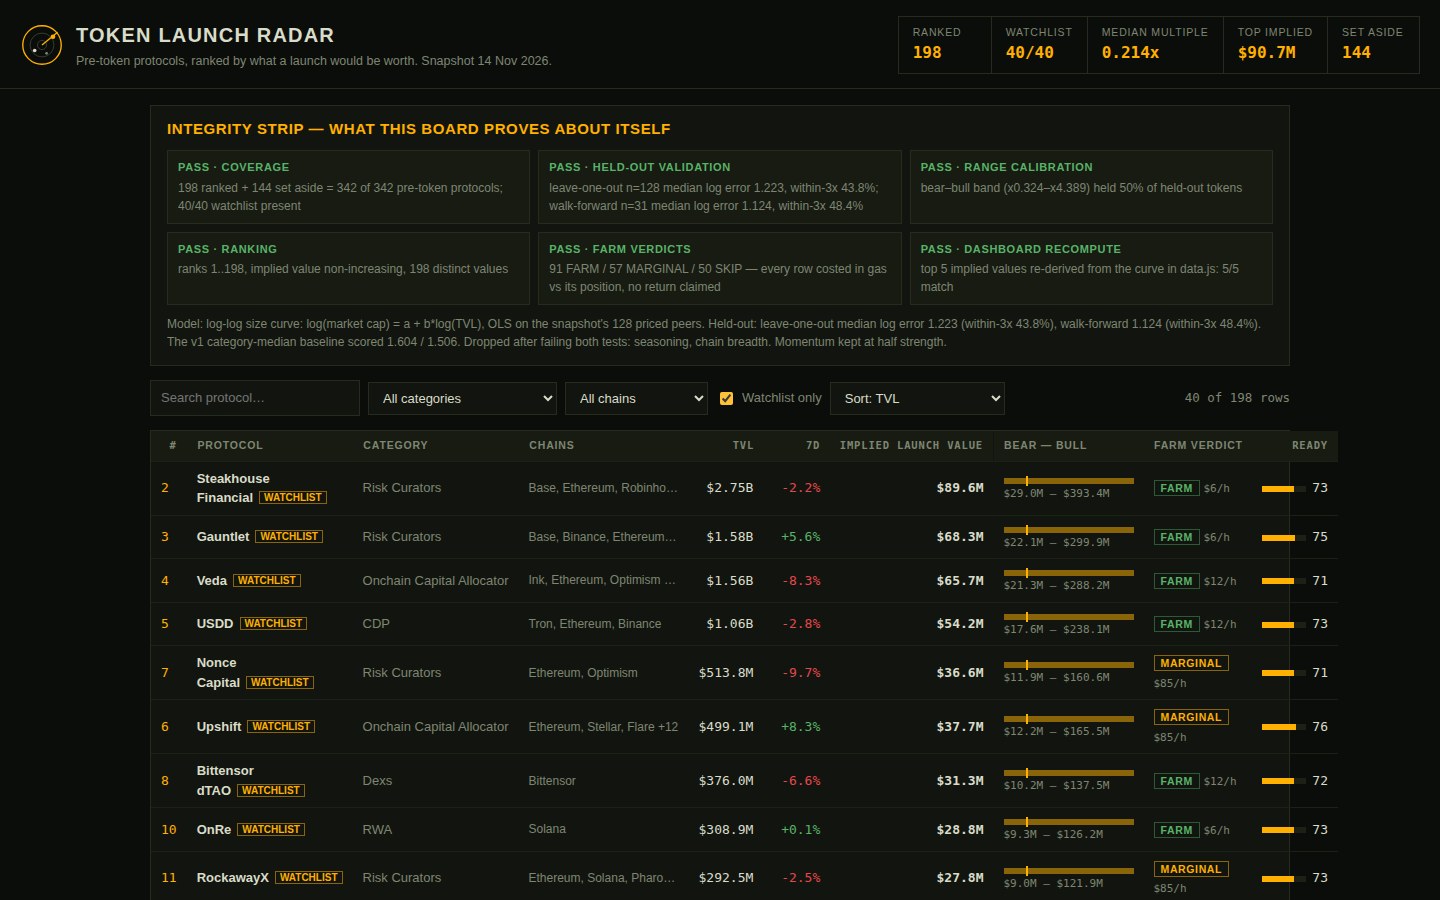 TOKEN LAUNCH RADAR
Pre-token protocols, ranked by what a launch would be worth. Snapshot 14 Nov 2026.
RANKED WATCHLIST MEDIAN MULTIPLE TOP IMPLIED SET ASIDE
198 40/40 0.214x $90.7M 144
INTEGRITY STRIP — WHAT THIS BOARD PROVES ABOUT ITSELF
PASS · COVERAGE
198 ranked + 144 set aside = 342 of 342 pre-token protocols;
40/40 watchlist present
PASS · HELD-OUT VALIDATION
leave-one-out n=128 median log error 1.223, within-3x 43.8%;
walk-forward n=31 median log error 1.124, within-3x 48.4%
PASS · RANGE CALIBRATION
bear–bull band (x0.324–x4.389) held 50% of held-out tokens
PASS · RANKING
ranks 1..198, implied value non-increasing, 198 distinct values
PASS · FARM VERDICTS
91 FARM / 57 MARGINAL / 50 SKIP — every row costed in gas
vs its position, no return claimed
PASS · DASHBOARD RECOMPUTE
top 5 implied values re-derived from the curve in data.js: 5/5
match
Model: log-log size curve: log(market cap) = a + b*log(TVL), OLS on the snapshot's 128 priced peers. Held-out: leave-one-out median log error 1.223 (within-3x 43.8%), walk-forward 1.124 (within-3x 48.4%).
The v1 category-median baseline scored 1.604 / 1.506. Dropped after failing both tests: seasoning, chain breadth. Momentum kept at half strength.
Search protocol… All categories All chains Watchlist only Sort: TVL 40 of 198 rows
# PROTOCOL CATEGORY CHAINS TVL 7D IMPLIED LAUNCH VALUE BEAR — BULL FARM VERDICT READY
2 Steakhouse Financial WATCHLIST Risk Curators Base, Ethereum, Robinho… $2.75B -2.2% $89.6M $29.0M — $393.4M FARM $6/h 73
3 Gauntlet WATCHLIST Risk Curators Base, Binance, Ethereum… $1.58B +5.6% $68.3M $22.1M — $299.9M FARM $6/h 75
4 Veda WATCHLIST Onchain Capital Allocator Ink, Ethereum, Optimism … $1.56B -8.3% $65.7M $21.3M — $288.2M FARM $12/h 71
5 USDD WATCHLIST CDP Tron, Ethereum, Binance $1.06B -2.8% $54.2M $17.6M — $238.1M FARM $12/h 73
7 Nonce Capital WATCHLIST Risk Curators Ethereum, Optimism $513.8M -9.7% $36.6M $11.9M — $160.6M MARGINAL $85/h 71
6 Upshift WATCHLIST Onchain Capital Allocator Ethereum, Stellar, Flare +12 $499.1M +8.3% $37.7M $12.2M — $165.5M MARGINAL $85/h 76
8 Bittensor dTAO WATCHLIST Dexs Bittensor $376.0M -6.6% $31.3M $10.2M — $137.5M FARM $12/h 72
10 OnRe WATCHLIST RWA Solana $308.9M +0.1% $28.8M $9.3M — $126.2M FARM $6/h 73
11 RockawayX WATCHLIST Risk Curators Ethereum, Solana, Pharo… $292.5M -2.5% $27.8M $9.0M — $121.9M MARGINAL $85/h 73